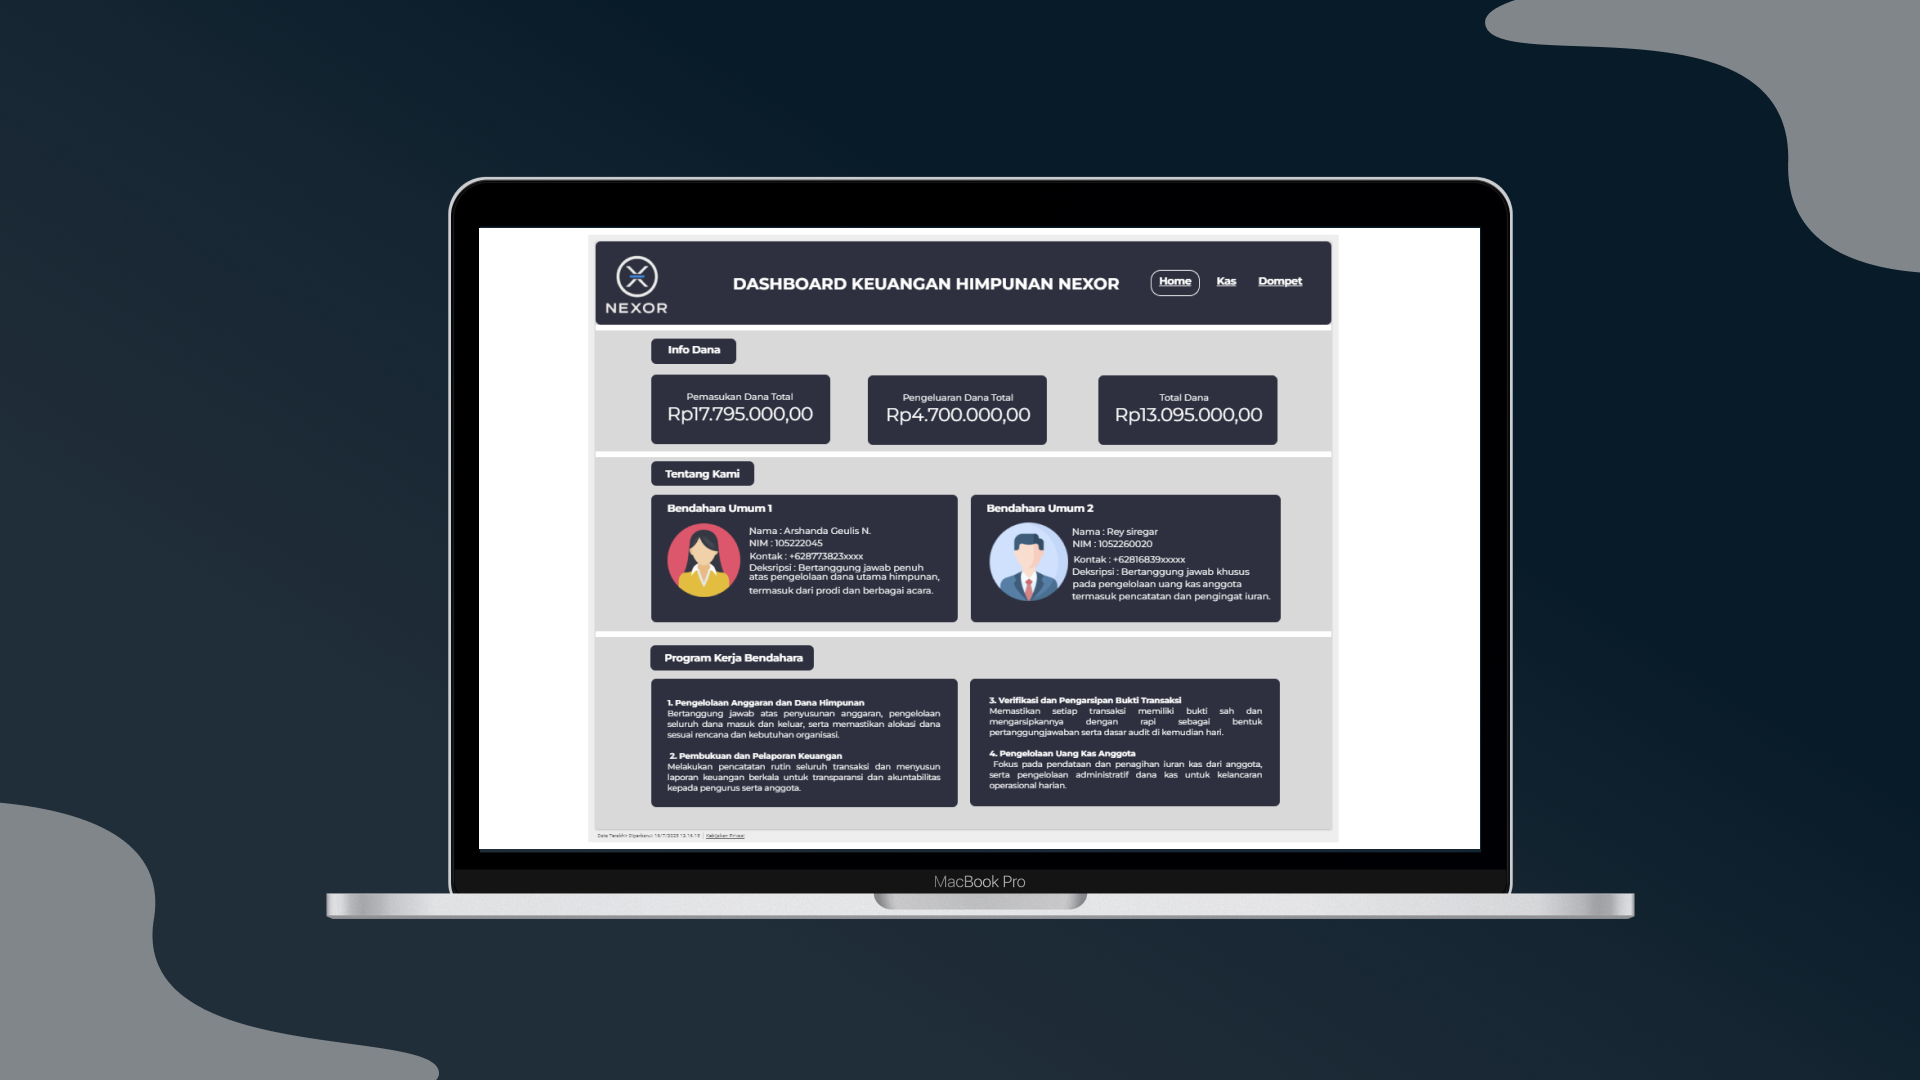 NEXOR
DASHBOARD KEUANGAN HIMPUNAN NEXOR
Home Kas Dompet
Info Dana
Pemasukan Dana Total
Rp17.795.000,00
Pengeluaran Dana Total
Rp4.700.000,00
Total Dana
Rp13.095.000,00
Tentang Kami
Bendahara Umum 1
Nama : Arshanda Geulis N.
NIM : 105222045
Kontak : +628773823xxxx
Deksripsi : Bertanggung jawab penuh
atas pengelolaan dana utama himpunan,
termasuk dari prodi dan berbagai acara.
Bendahara Umum 2
Nama : Rey siregar
NIM : 1052260020
Kontak : +62816839xxxxx
Deksripsi : Bertanggung jawab khusus
pada pengelolaan uang kas anggota
termasuk pencatatan dan pengingat iuran.
Program Kerja Bendahara
1. Pengelolaan Anggaran dan Dana Himpunan
Bertanggung jawab atas penyusunan anggaran, pengelolaan
seluruh dana masuk dan keluar, serta memastikan alokasi dana
sesuai rencana dan kebutuhan organisasi.
2. Pembukuan dan Pelaporan Keuangan
Melakukan pencatatan rutin seluruh transaksi dan menyusun
laporan keuangan berkala untuk transparansi dan akuntabilitas
kepada pengurus serta anggota.
3. Verifikasi dan Pengarsipan Bukti Transaksi
Memastikan setiap transaksi memiliki bukti sah dan
mengarsipkannya dengan rapi sebagai bentuk
pertanggungjawaban serta dasar audit di kemudian hari.
4. Pengelolaan Uang Kas Anggota
Fokus pada pendataan dan penagihan iuran kas dari anggota,
serta pengelolaan administratif dana kas untuk kelancaran
operasional harian.
Data Terakhir Diperbarui: | Kebijakan Privasi
MacBook Pro